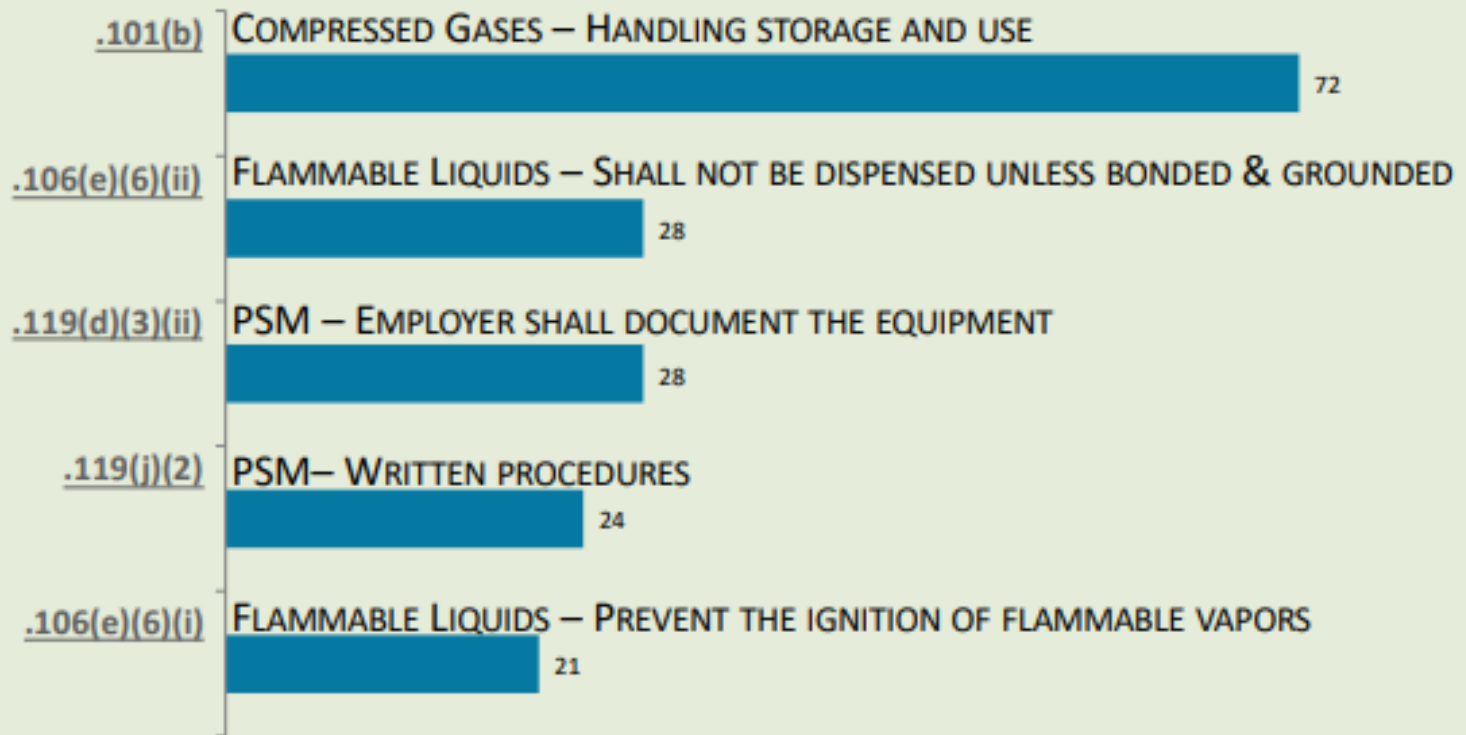 .101(b) COMPRESSED GASES – HANDLING STORAGE AND USE
72
.106(e)(6)(ii) FLAMMABLE LIQUIDS – SHALL NOT BE DISPENSED UNLESS BONDED & GROUNDED
28
.119(d)(3)(ii) PSM – EMPLOYER SHALL DOCUMENT THE EQUIPMENT
28
.119(j)(2) PSM– WRITTEN PROCEDURES
24
.106(e)(6)(i) FLAMMABLE LIQUIDS – PREVENT THE IGNITION OF FLAMMABLE VAPORS
21